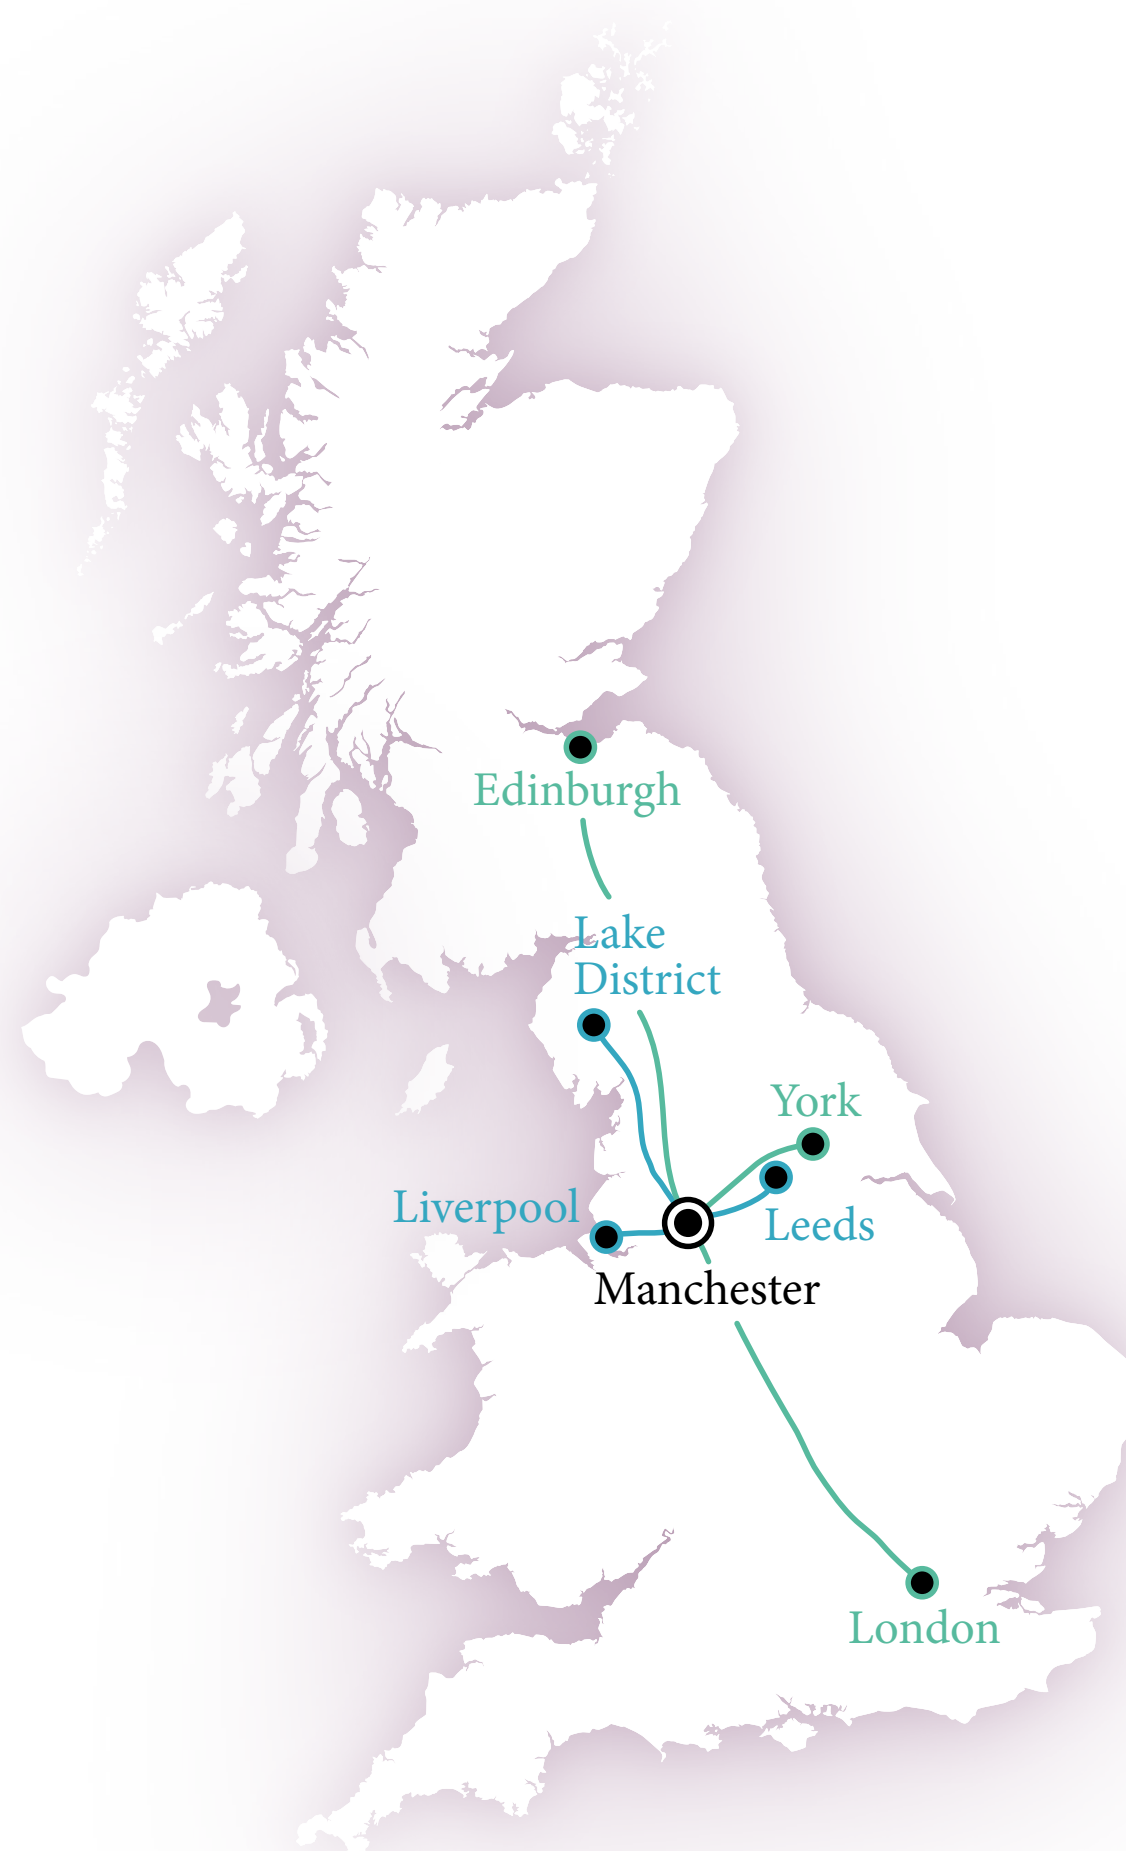 Edinburgh
Lake
District
York
Liverpool
Leeds
Manchester
London